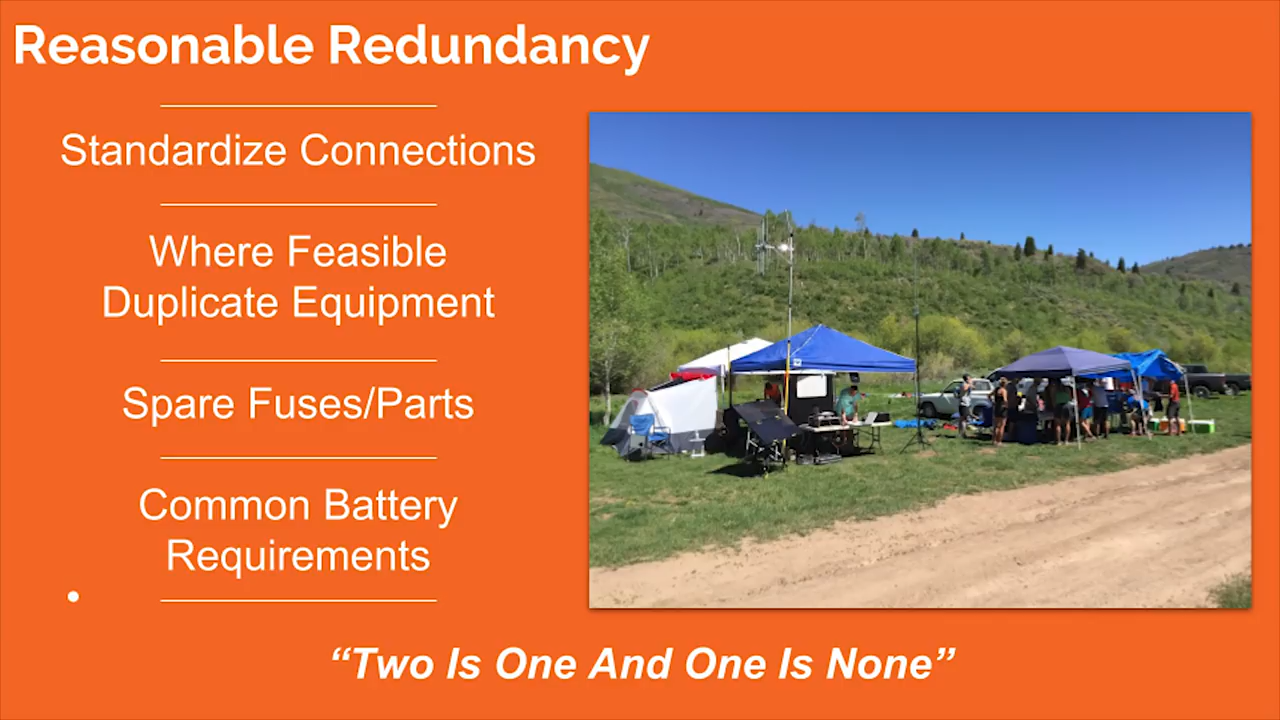 Reasonable Redundancy
Standardize Connections
Where Feasible
Duplicate Equipment
Spare Fuses/Parts
Common Battery
Requirements
“Two Is One And One Is None”